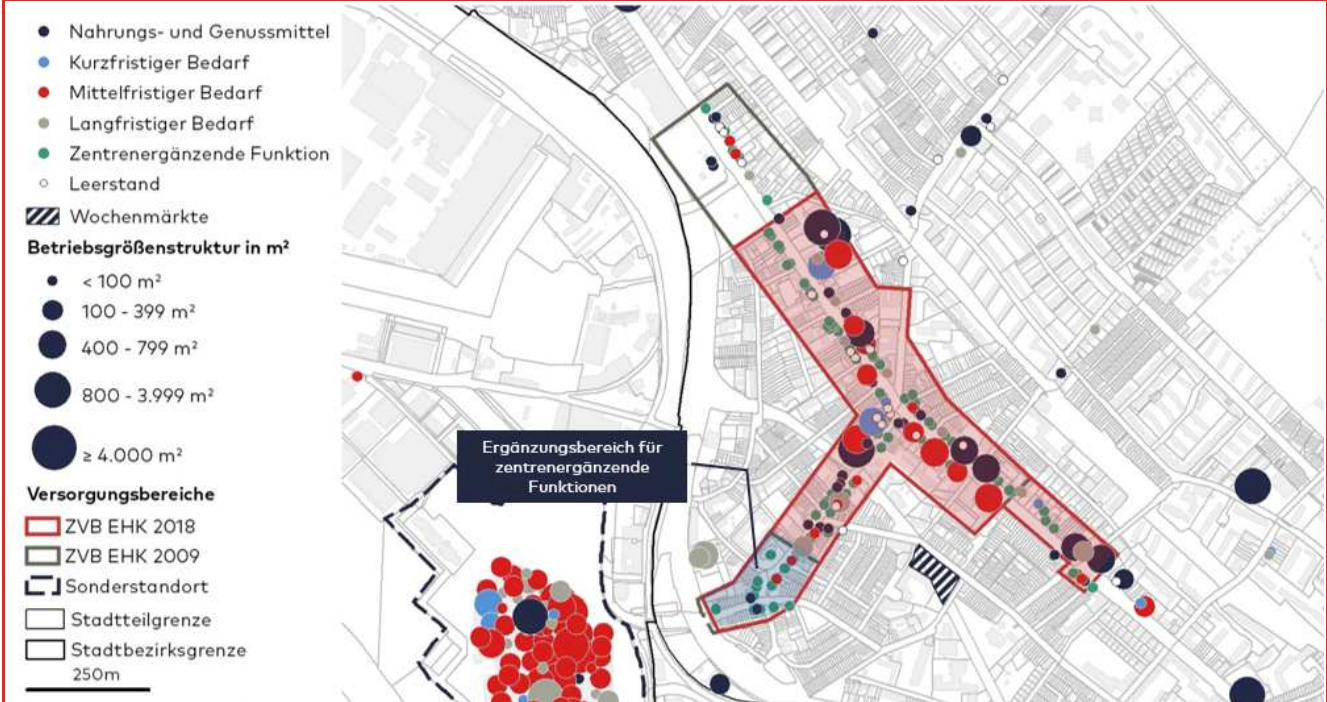 Nahrungs- und Genussmittel
Kurzfristiger Bedarf
Mittelfristiger Bedarf
Langfristiger Bedarf
Zentrenergänzende Funktion
Leerstand
Wochenmärkte
Betriebsgrößenstruktur in m²
< 100 m²
100 - 399 m²
400 - 799 m²
800 - 3.999 m²
≥ 4.000 m²
Versorgungsbereiche
ZVB EHK 2018
ZVB EHK 2009
Sonderstandort
Stadtteilgrenze
Stadtbezirksgrenze
250m
Ergänzungsbereich für
zentrenergänzende
Funktionen